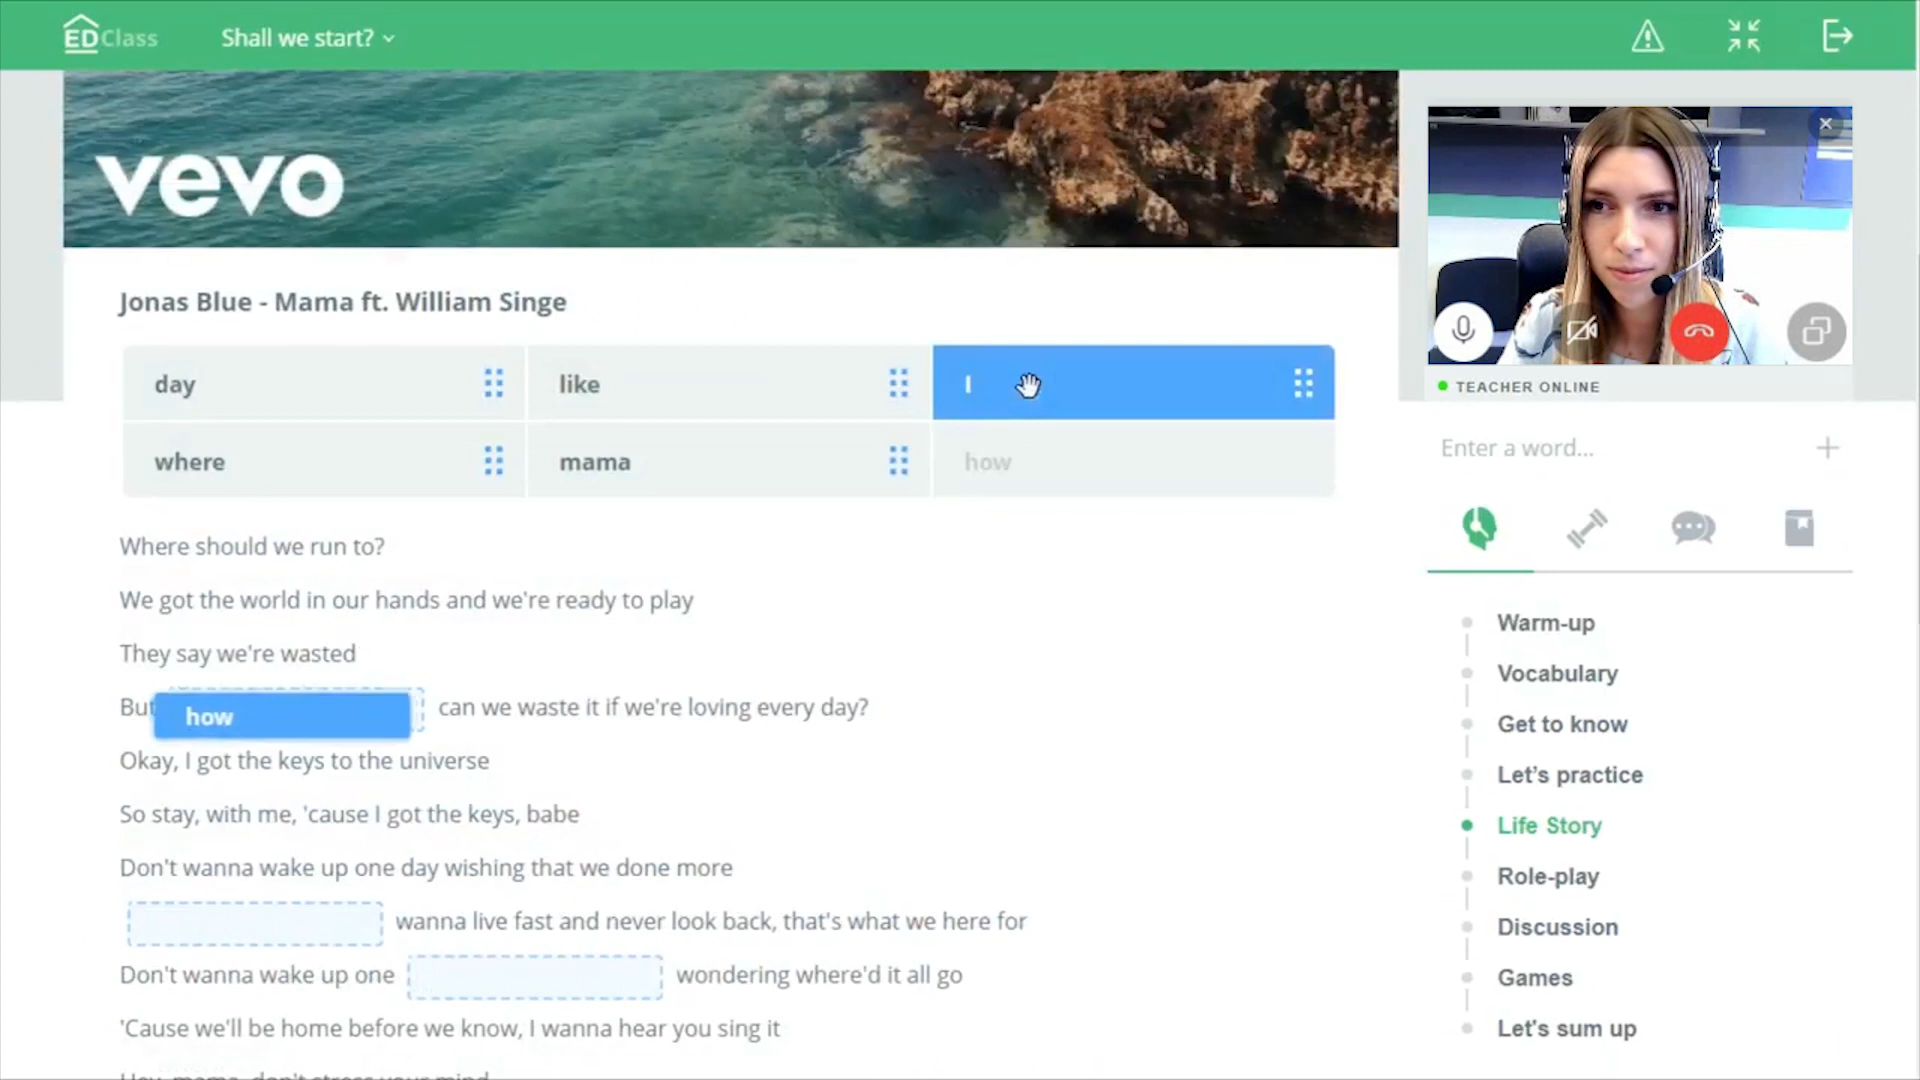 EDClass Shall we start?
vevo
Jonas Blue - Mama ft. William Singe
day like I
where mama how
Where should we run to?
We got the world in our hands and we're ready to play
They say we're wasted
But how can we waste it if we're loving every day?
Okay, I got the keys to the universe
So stay, with me, 'cause I got the keys, babe
Don't wanna wake up one day wishing that we done more
wanna live fast and never look back, that's what we here for
Don't wanna wake up one wondering where'd it all go
'Cause we'll be home before we know, I wanna hear you sing it
Hey, mama, don't stress your mind
TEACHER ONLINE
Enter a word...
Warm-up
Vocabulary
Get to know
Let's practice
Life Story
Role-play
Discussion
Games
Let's sum up